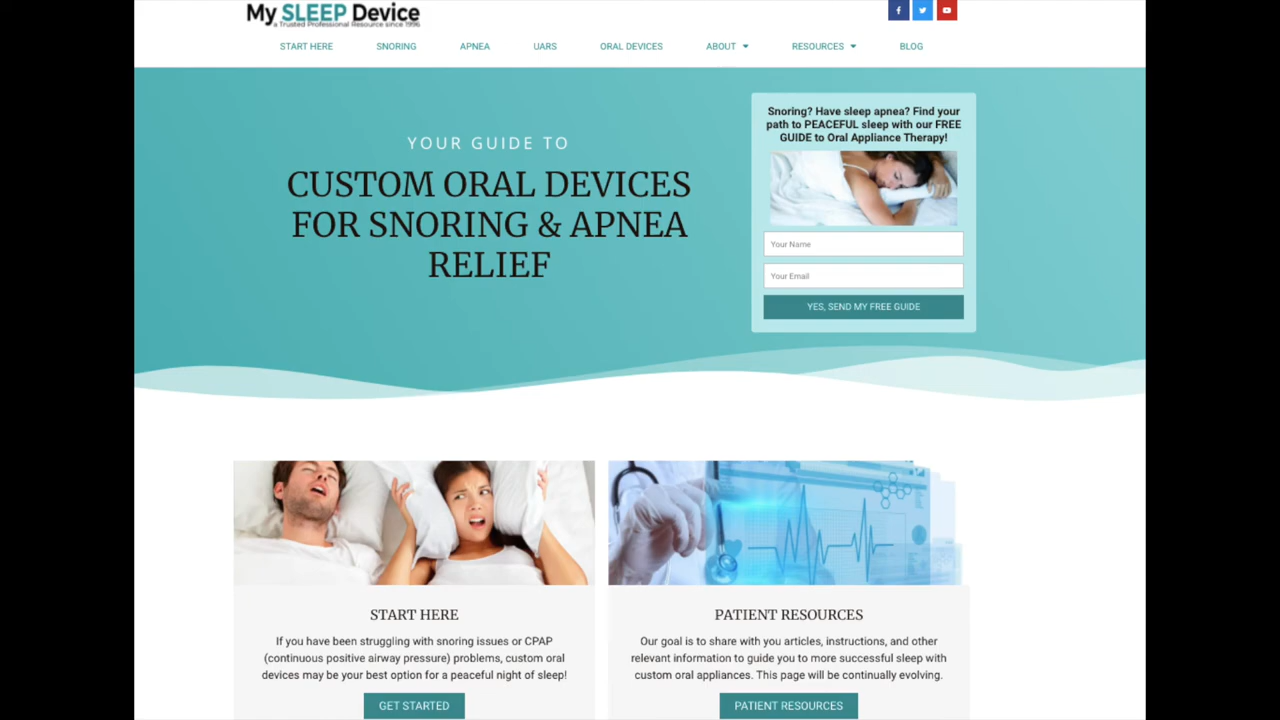 My SLEEP Device
a Trusted Professional Resource since 1996
START HERE SNORING APNEA UARS ORAL DEVICES ABOUT RESOURCES BLOG
YOUR GUIDE TO
CUSTOM ORAL DEVICES
FOR SNORING & APNEA
RELIEF
Snoring? Have sleep apnea? Find your
path to PEACEFUL sleep with our FREE
GUIDE to Oral Appliance Therapy!
Your Name
Your Email
YES, SEND MY FREE GUIDE
START HERE
If you have been struggling with snoring issues or CPAP
(continuous positive airway pressure) problems, custom oral
devices may be your best option for a peaceful night of sleep!
GET STARTED
PATIENT RESOURCES
Our goal is to share with you articles, instructions, and other
relevant information to guide you to more successful sleep with
custom oral appliances. This page will be continually evolving.
PATIENT RESOURCES